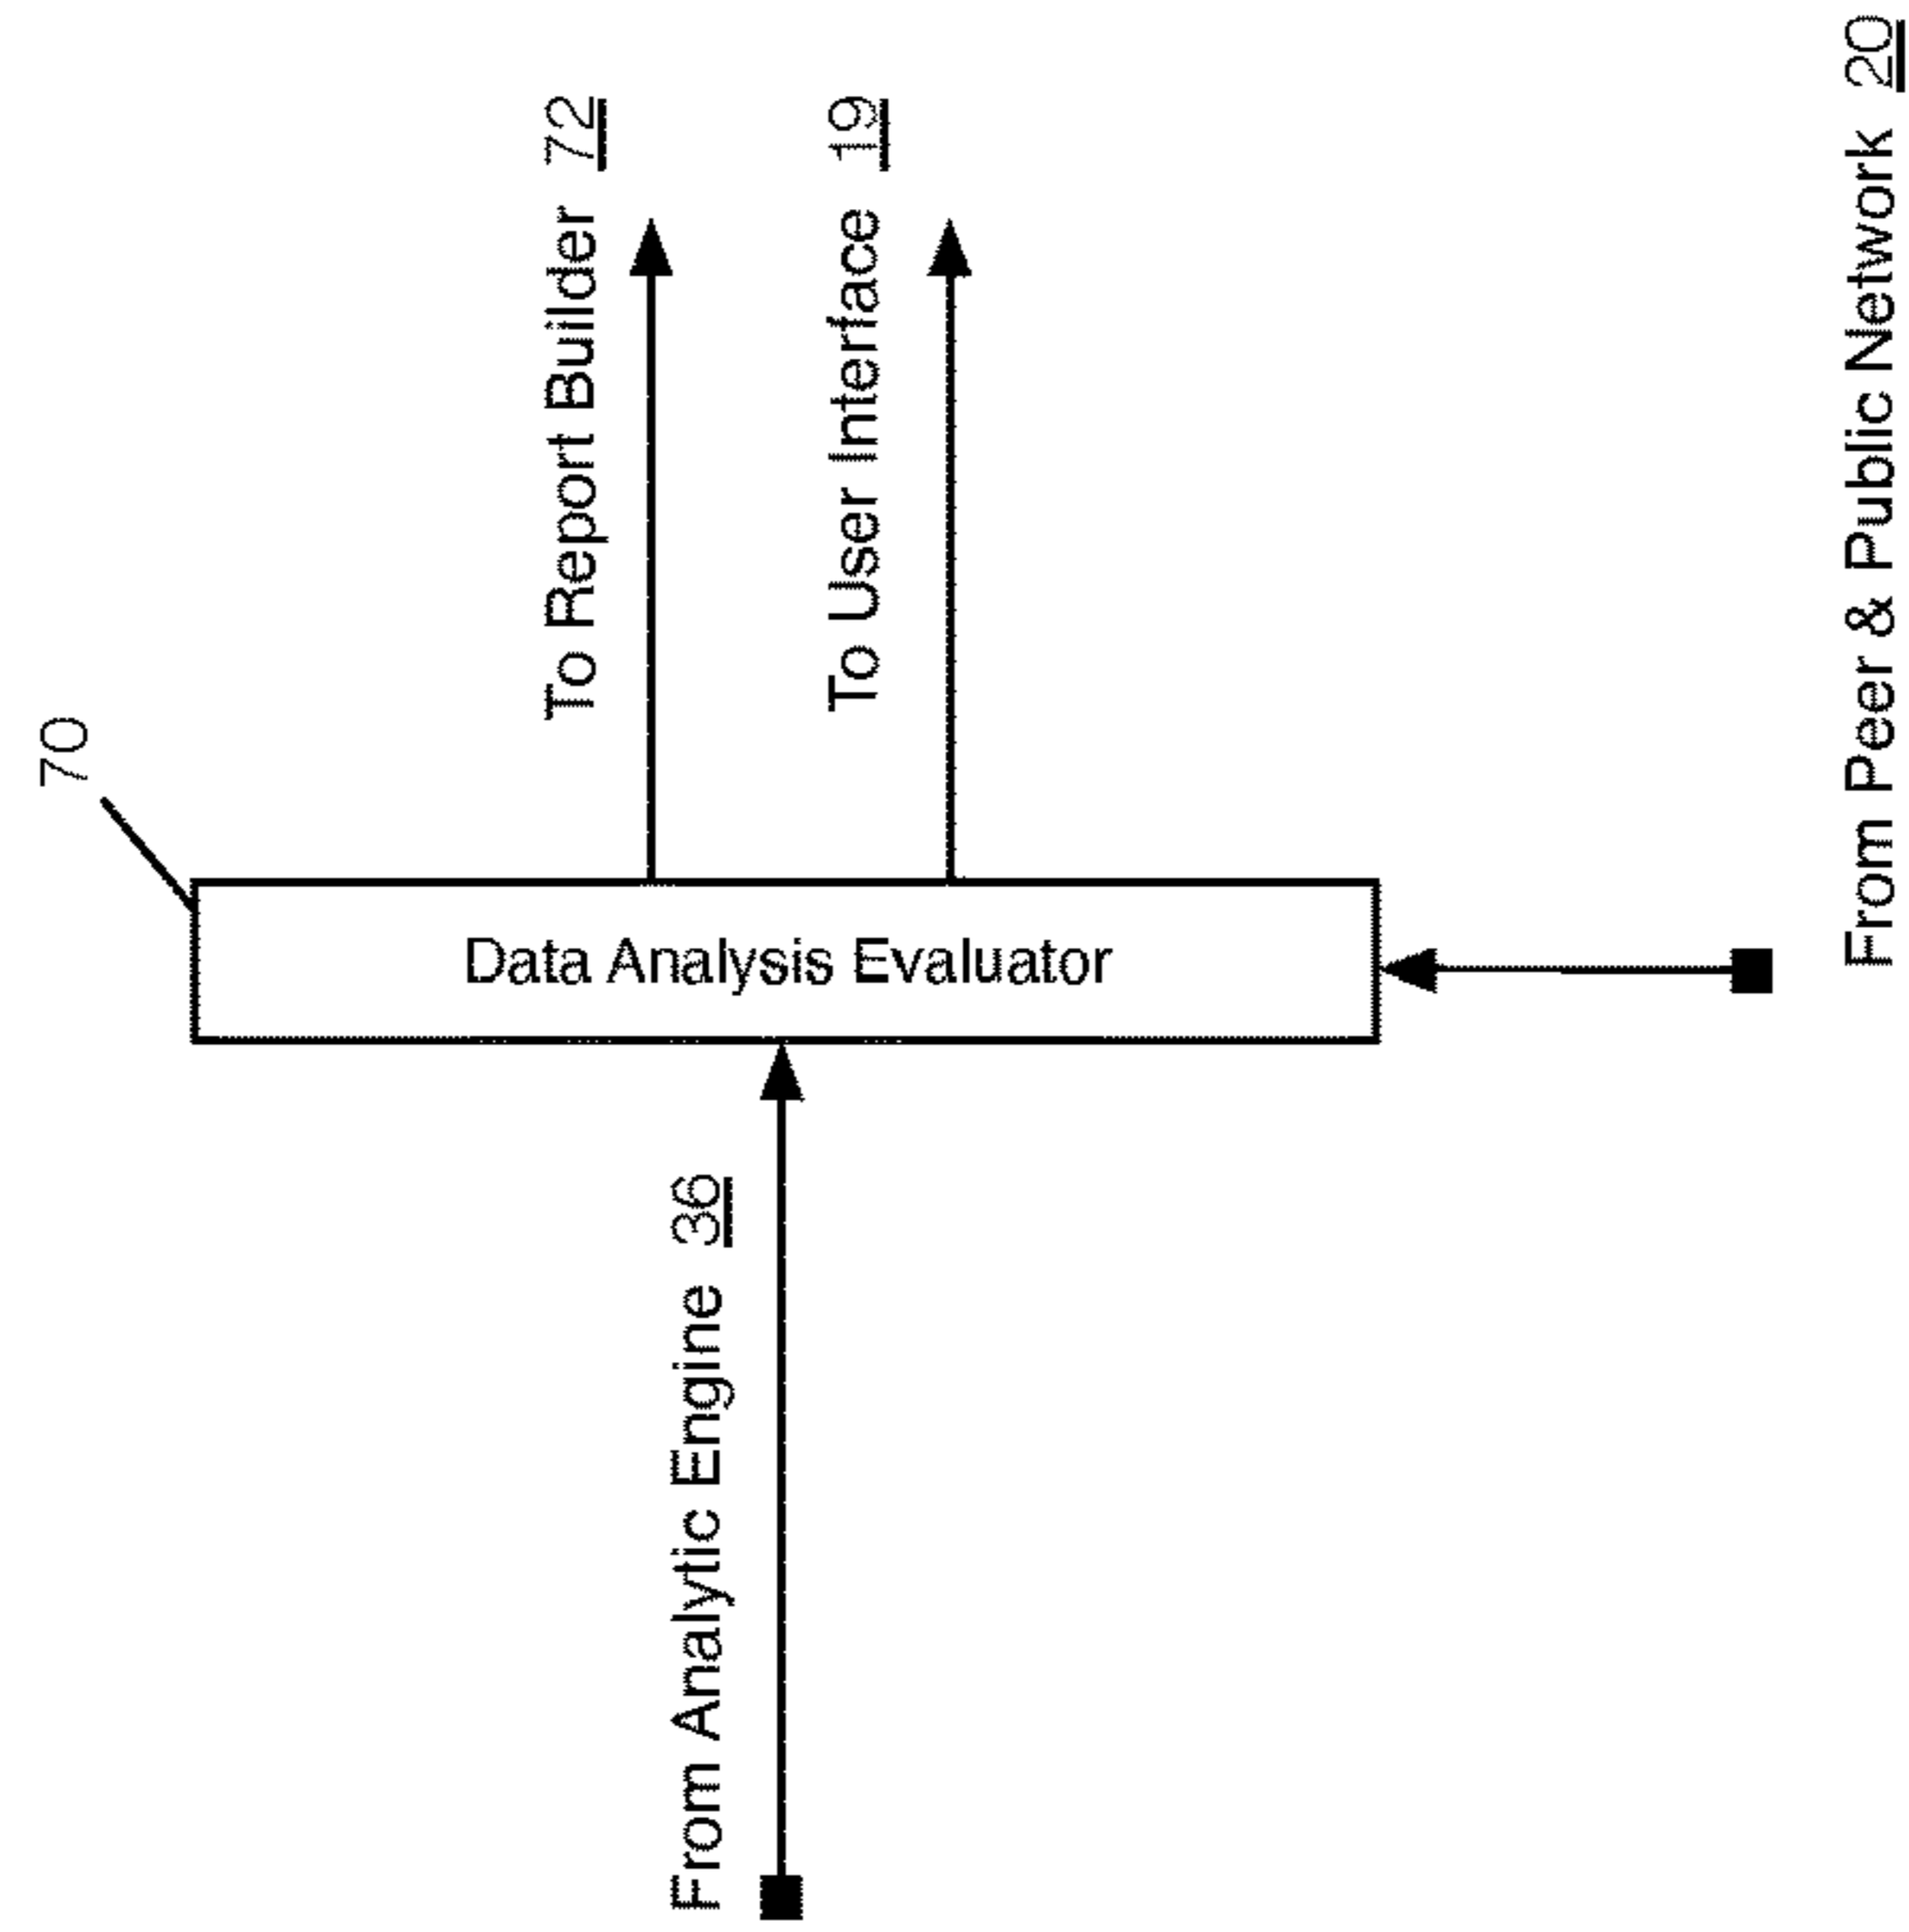 70
To Report Builder 72
To User Interface 19
Data Analysis Evaluator
From Analytic Engine 36
From Peer & Public Network 20